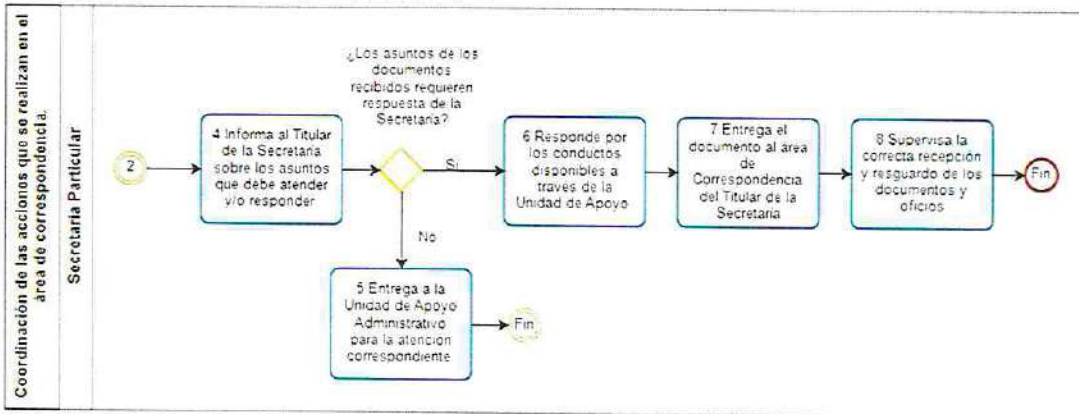 Coordinación de las acciones que se realizan en el
área de correspondencia.
Secretaría Particular
2
4 Informa al Titular
de la Secretaría
sobre los asuntos
que debe atender
y/o responder
¿Los asuntos de los
documentos
recibidos requieren
respuesta de la
Secretaría?
Si
No
5 Entrega a la
Unidad de Apoyo
Administrativo
para la atención
correspondiente
Fin
6 Responde por
los conductos
disponibles a
través de la
Unidad de Apoyo
7 Entrega el
documento al área
de
Correspondencia
del Titular de la
Secretaría
8 Supervisa la
correcta recepción
y resguardo de los
documentos y
oficios
Fin